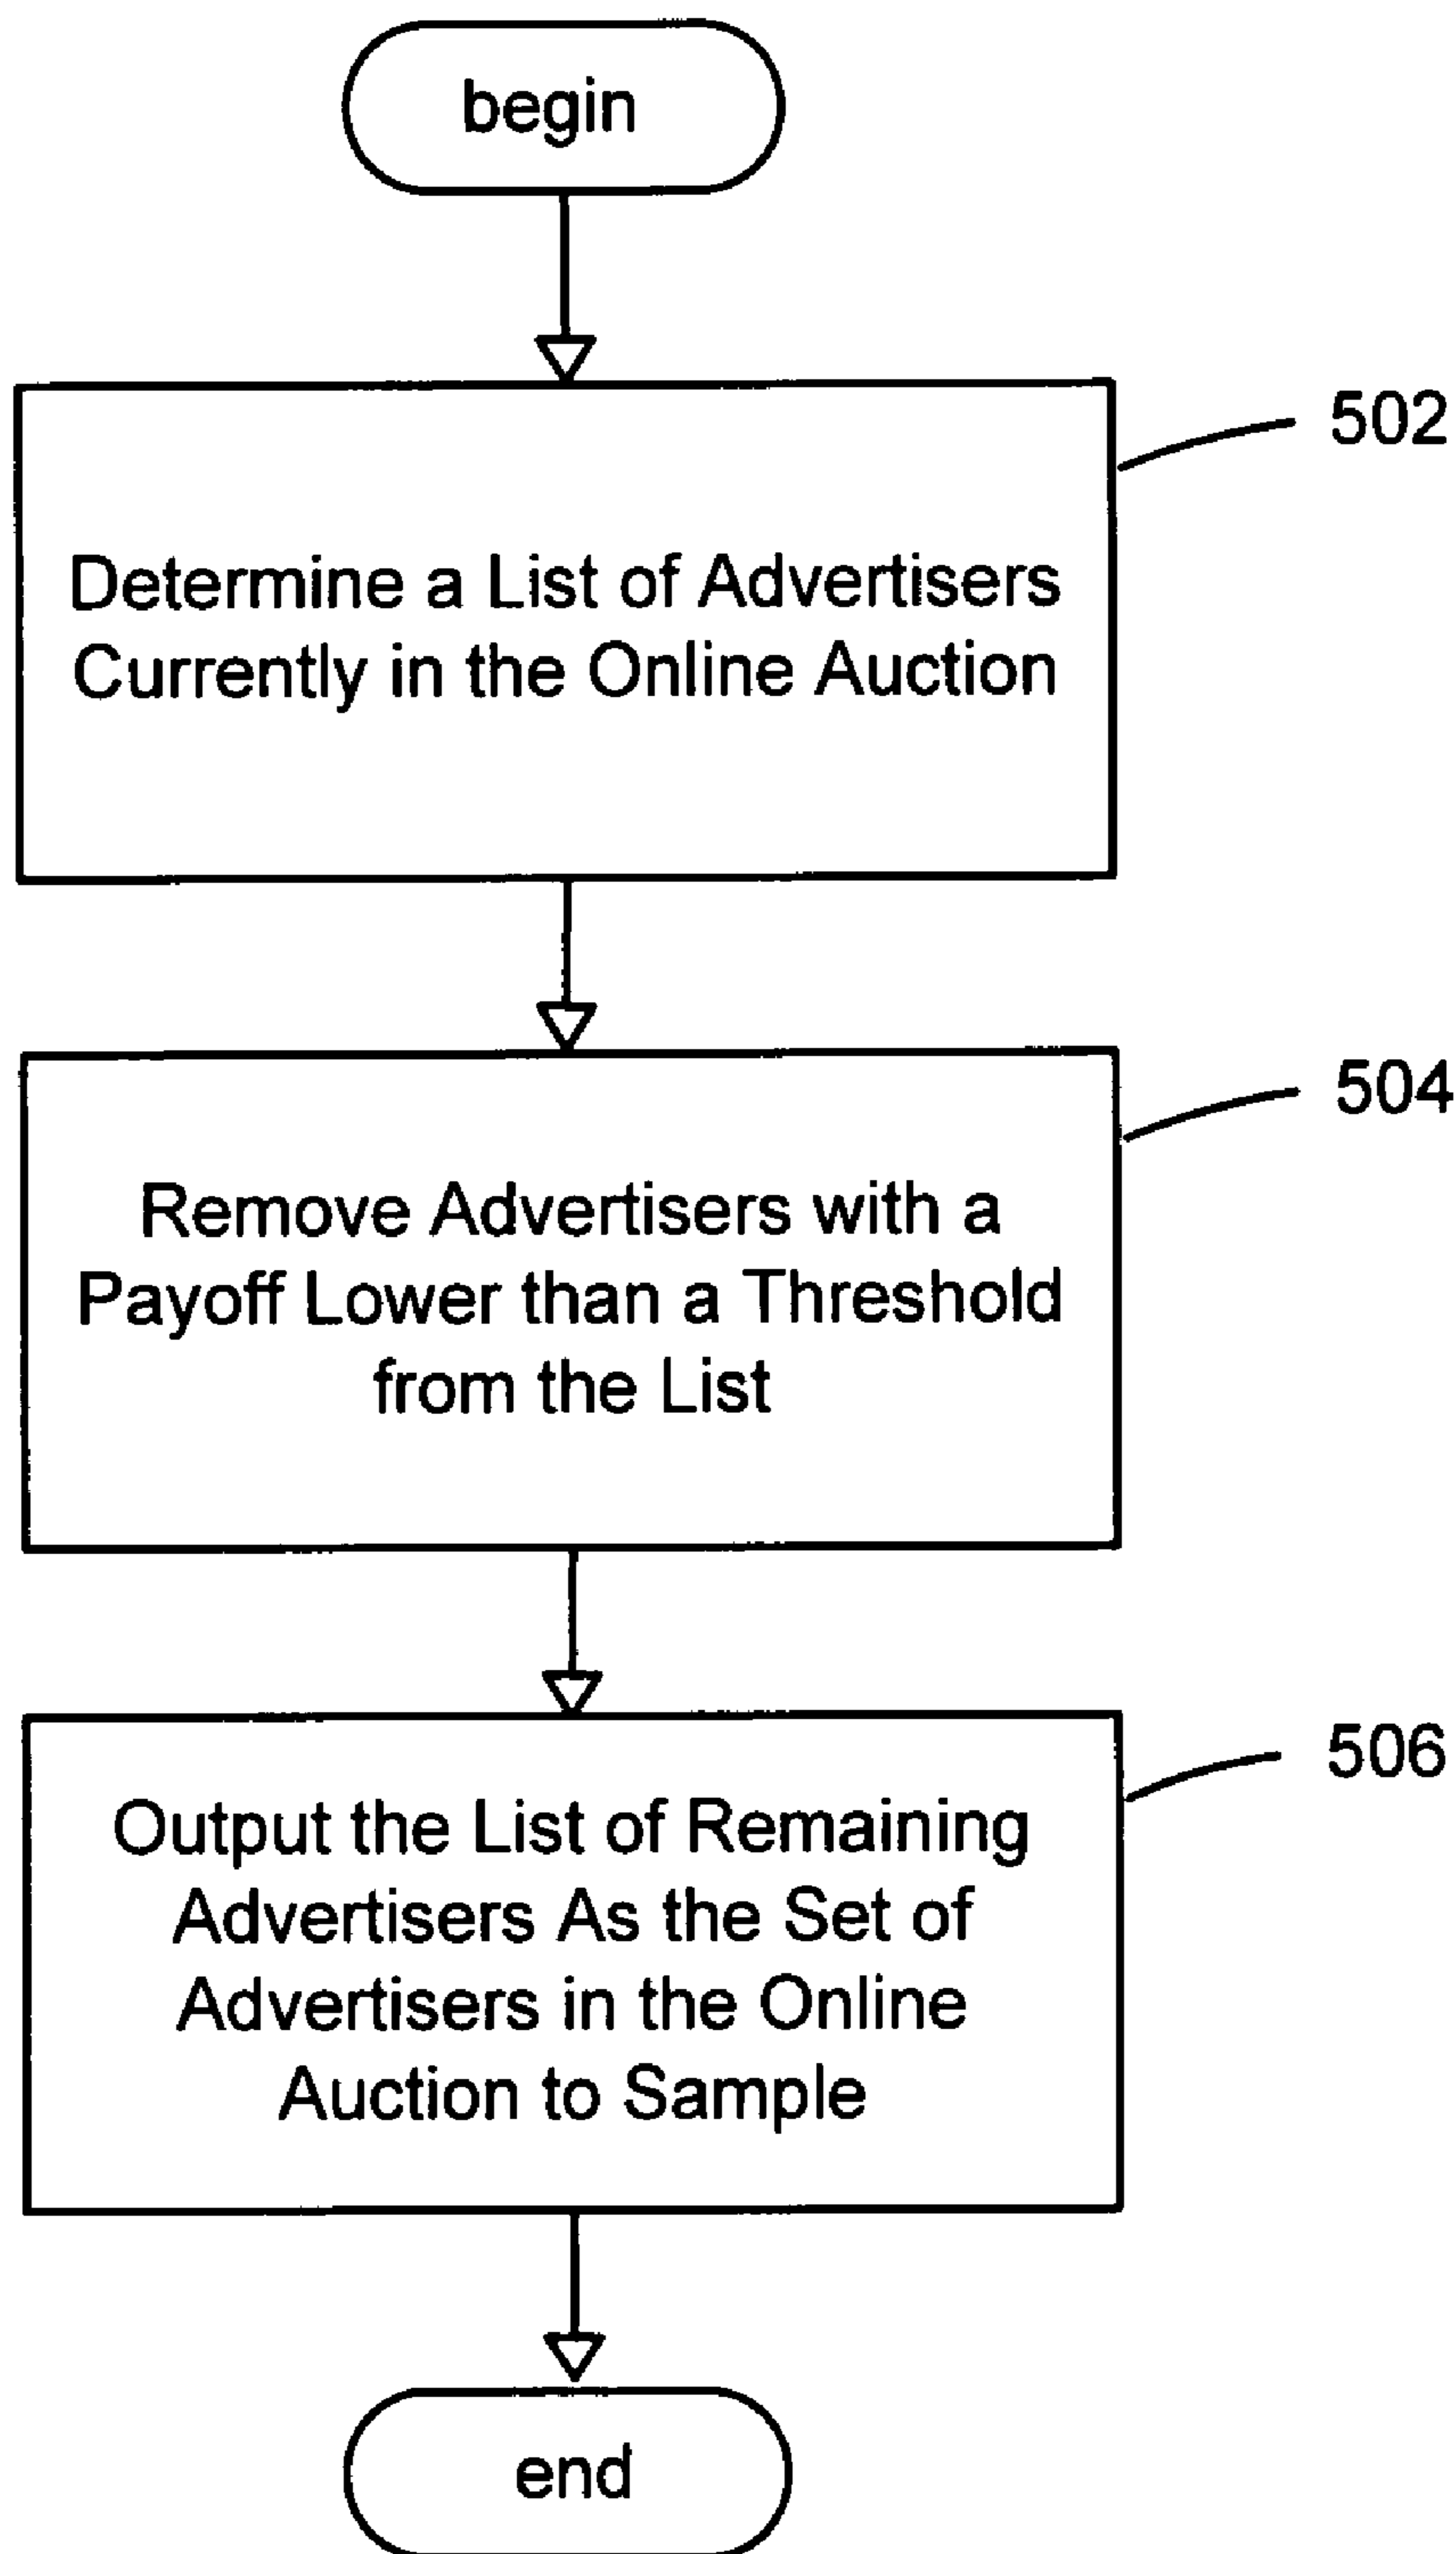 begin
502
Determine a List of Advertisers
Currently in the Online Auction
504
Remove Advertisers with a
Payoff Lower than a Threshold
from the List
506
Output the List of Remaining
Advertisers As the Set of
Advertisers in the Online
Auction to Sample
end